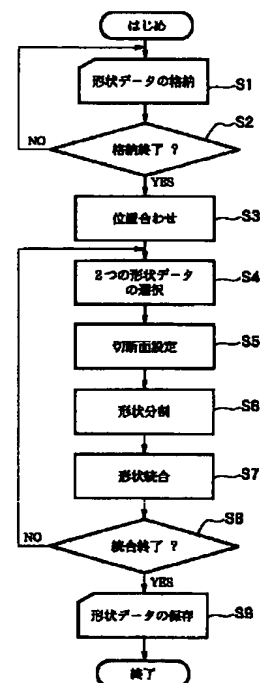 はじめ
形状データの格納
S1
S2
格納終了 ?
NO
YES
位置合わせ
S3
2つの形状データ
の選択
S4
切断面設定
S5
形状分割
S6
形状統合
S7
S8
統合終了 ?
NO
YES
形状データの保存
S9
終了